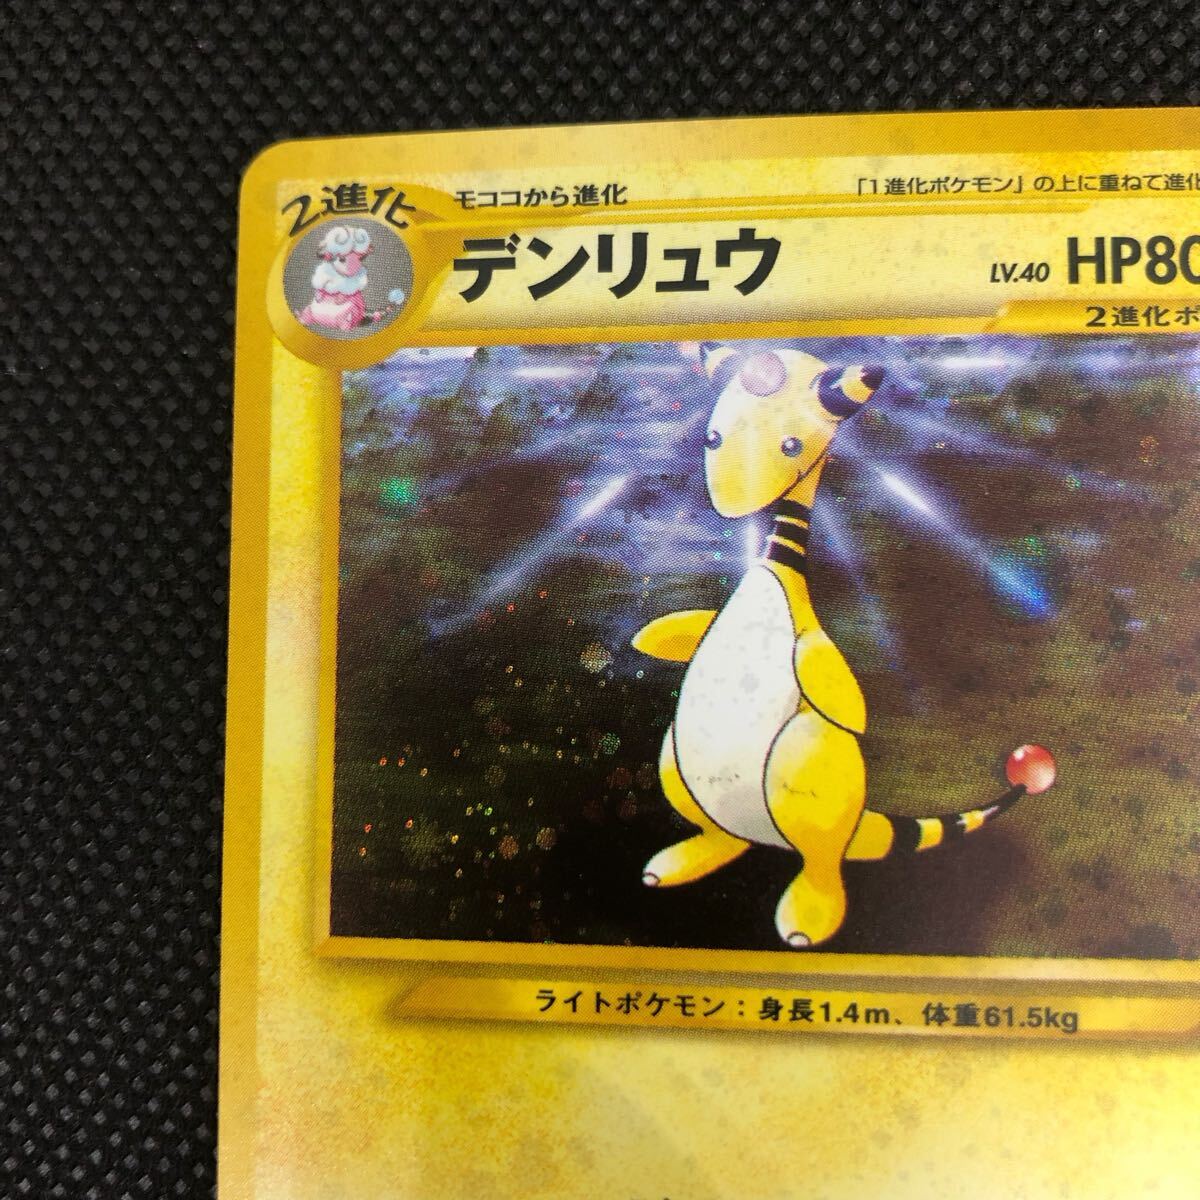 2進化
モココから進化
「1進化ポケモン」の上に重ねて進化
デンリュウ
LV.40 HP80
2進化ポ
ライトポケモン：身長1.4m、体重61.5kg